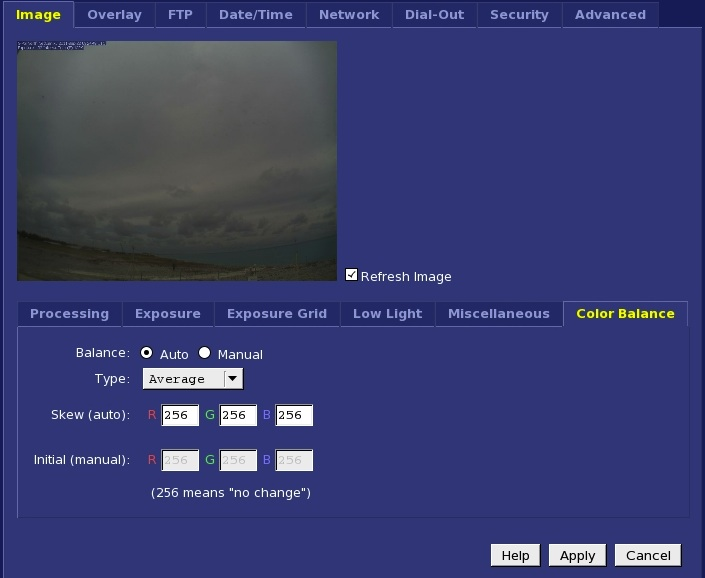 Image Overlay FTP Date/Time Network Dial-Out Security Advanced
Refresh Image
Processing Exposure Exposure Grid Low Light Miscellaneous Color Balance
Balance: Auto Manual
Type: Average
Skew (auto): R 256 G 256 B 256
Initial (manual): R 256 G 256 B 256
(256 means "no change")
Help Apply Cancel